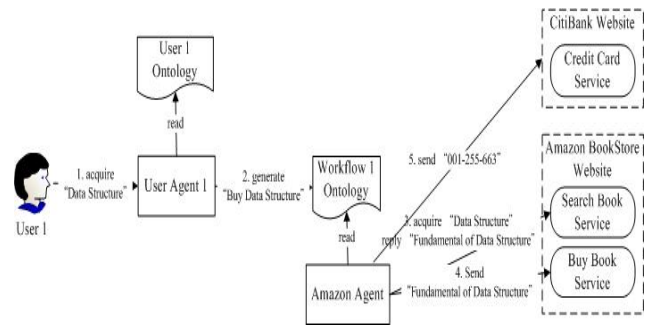 CitiBank Website
User 1
Ontology
Credit Card
Service
read
5. send "001-255-663"
Amazon BookStore
Website
1. acquire
"Data Structure"
User Agent 1
2. generate
"Buy Data Structure"
Workflow 1
Ontology
Search Book
Service
User 1
3. acquire "Data Structure"
reply "Fundamental of Data Structure"
read
Buy Book
Service
4. Send
"Fundamental of Data Structure"
Amazon Agent